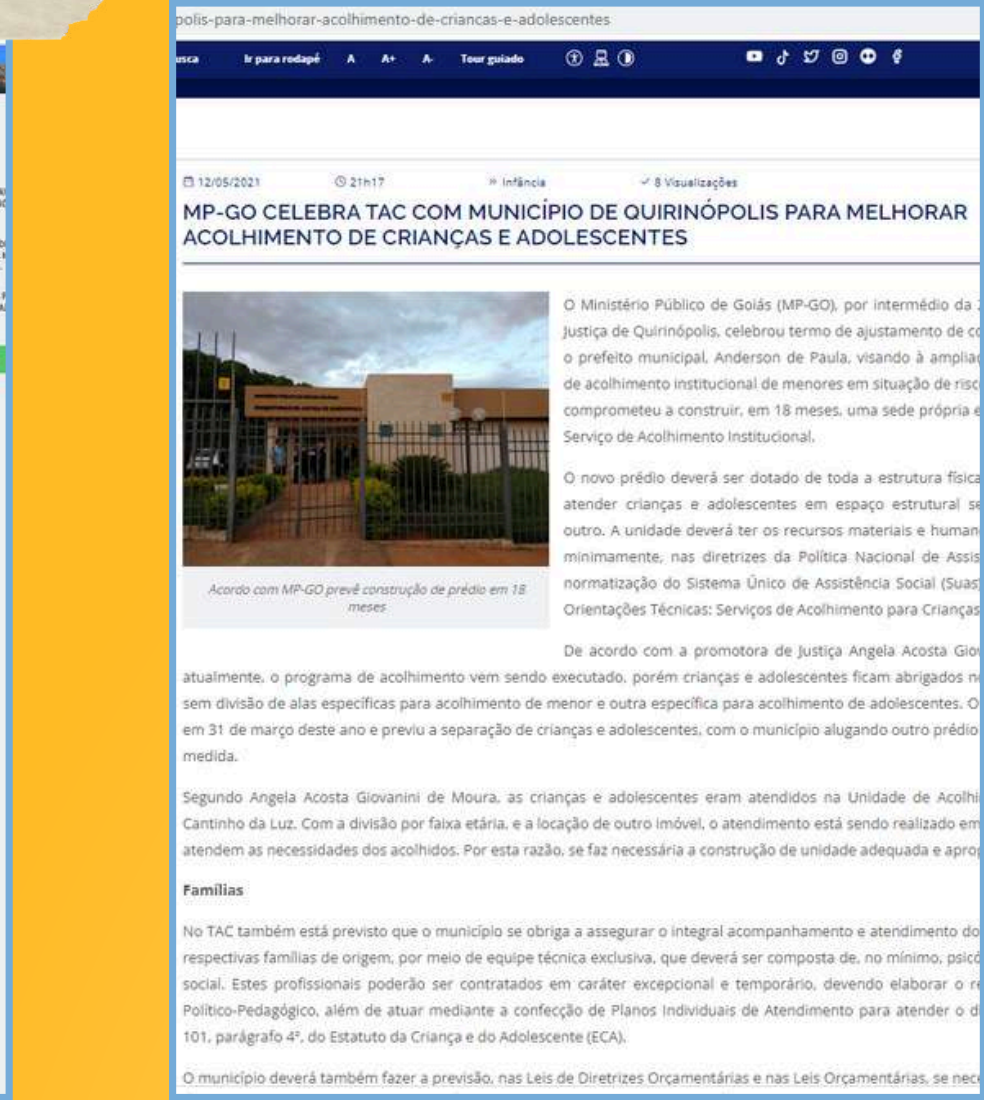 polis-para-melhorar-acolhimento-de-criancas-e-adolescentes
usca Ir para rodapé A A+ A- Tour guiado
12/05/2021 21h17 » Infância 8 Visualizações
MP-GO CELEBRA TAC COM MUNICÍPIO DE QUIRINÓPOLIS PARA MELHORAR
ACOLHIMENTO DE CRIANÇAS E ADOLESCENTES
O Ministério Público de Goiás (MP-GO), por intermédio da
Justiça de Quirinópolis, celebrou termo de ajustamento de co
o prefeito municipal, Anderson de Paula, visando à ampliaç
de acolhimento institucional de menores em situação de risc
comprometeu a construir, em 18 meses, uma sede própria e
Serviço de Acolhimento Institucional.
O novo prédio deverá ser dotado de toda a estrutura física
atender crianças e adolescentes em espaço estrutural se
outro. A unidade deverá ter os recursos materiais e human
minimamente, nas diretrizes da Política Nacional de Assis
normatização do Sistema Único de Assistência Social (Suas
Orientações Técnicas: Serviços de Acolhimento para Crianças
Acordo com MP-GO prevê construção de prédio em 18
meses
De acordo com a promotora de Justiça Angela Acosta Giov
atualmente, o programa de acolhimento vem sendo executado, porém crianças e adolescentes ficam abrigados n
sem divisão de alas específicas para acolhimento de menor e outra específica para acolhimento de adolescentes. O
em 31 de março deste ano e previu a separação de crianças e adolescentes, com o município alugando outro prédio
medida.
Segundo Angela Acosta Giovanini de Moura, as crianças e adolescentes eram atendidos na Unidade de Acolhi
Cantinho da Luz. Com a divisão por faixa etária, e a locação de outro imóvel, o atendimento está sendo realizado em
atendem as necessidades dos acolhidos. Por esta razão, se faz necessária a construção de unidade adequada e aprop
Famílias
No TAC também está previsto que o município se obriga a assegurar o integral acompanhamento e atendimento do
respectivas famílias de origem, por meio de equipe técnica exclusiva, que deverá ser composta de, no mínimo, psicó
social. Estes profissionais poderão ser contratados em caráter excepcional e temporário, devendo elaborar o re
Político-Pedagógico, além de atuar mediante a confecção de Planos Individuais de Atendimento para atender o d
101, parágrafo 4º, do Estatuto da Criança e do Adolescente (ECA).
O município deverá também fazer a previsão, nas Leis de Diretrizes Orçamentárias e nas Leis Orçamentárias, se nece